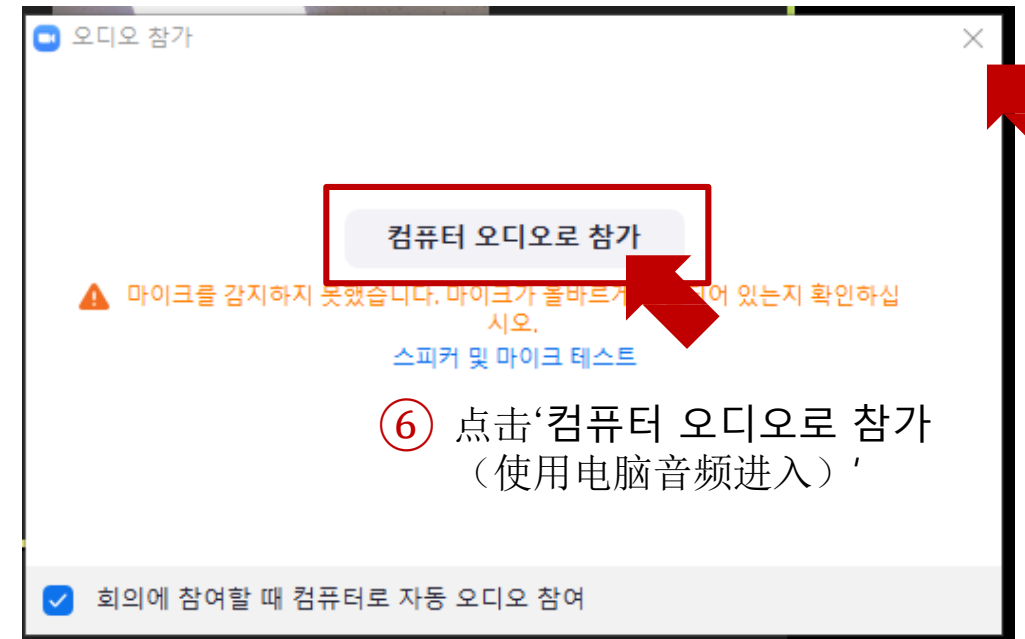 오디오 참가
컴퓨터 오디오로 참가
마이크를 감지하지 못했습니다. 마이크가 올바르게 어 있는지 확인하십
시오.
스피커 및 마이크 테스트
⑥ 点击‘컴퓨터 오디오로 참가
（使用电脑音频进入）'
회의에 참여할 때 컴퓨터로 자동 오디오 참여